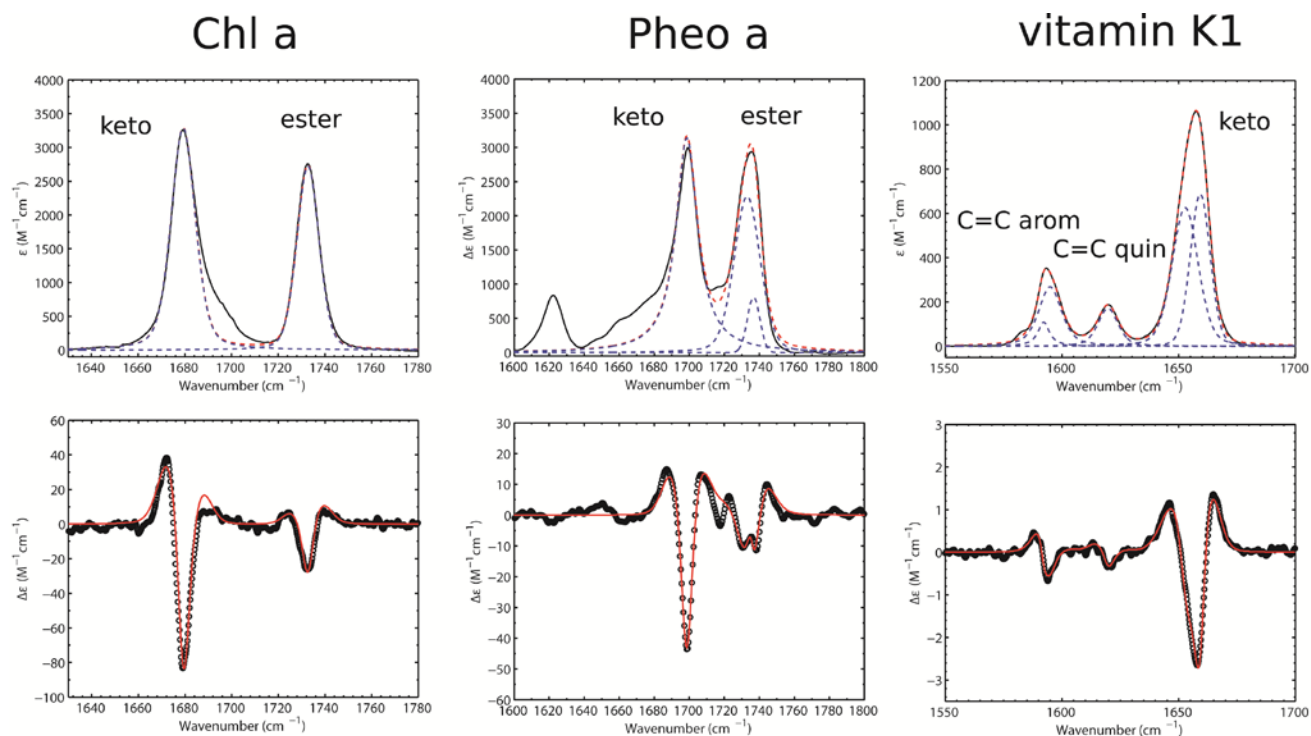 Chl a
Pheo a
vitamin K1
4000
3500
3000
2500
2000
1500
1000
500
0
ε (M⁻¹cm⁻¹)
keto
ester
1640 1660 1680 1700 1720 1740 1760 1780
Wavenumber (cm ⁻¹)
4000
3500
3000
2500
2000
1500
1000
500
0
Δε (M⁻¹cm⁻¹)
keto
ester
1600 1620 1640 1660 1680 1700 1720 1740 1760 1780 1800
Wavenumber (cm ⁻¹)
1200
1000
800
600
400
200
0
ε (M⁻¹cm⁻¹)
keto
C=C arom
C=C quin
1550 1600 1650 1700
Wavenumber (cm ⁻¹)
60
40
20
0
−20
−40
−60
−80
−100
Δε (M⁻¹cm⁻¹)
1640 1660 1680 1700 1720 1740 1760 1780
Wavenumber (cm ⁻¹)
30
20
10
0
−10
−20
−30
−40
−50
−60
Δε (M⁻¹cm⁻¹)
1600 1620 1640 1660 1680 1700 1720 1740 1760 1780 1800
Wavenumber (cm ⁻¹)
3
2
1
0
−1
−2
−3
Δε (M⁻¹cm⁻¹)
1550 1600 1650 1700
Wavenumber (cm ⁻¹)